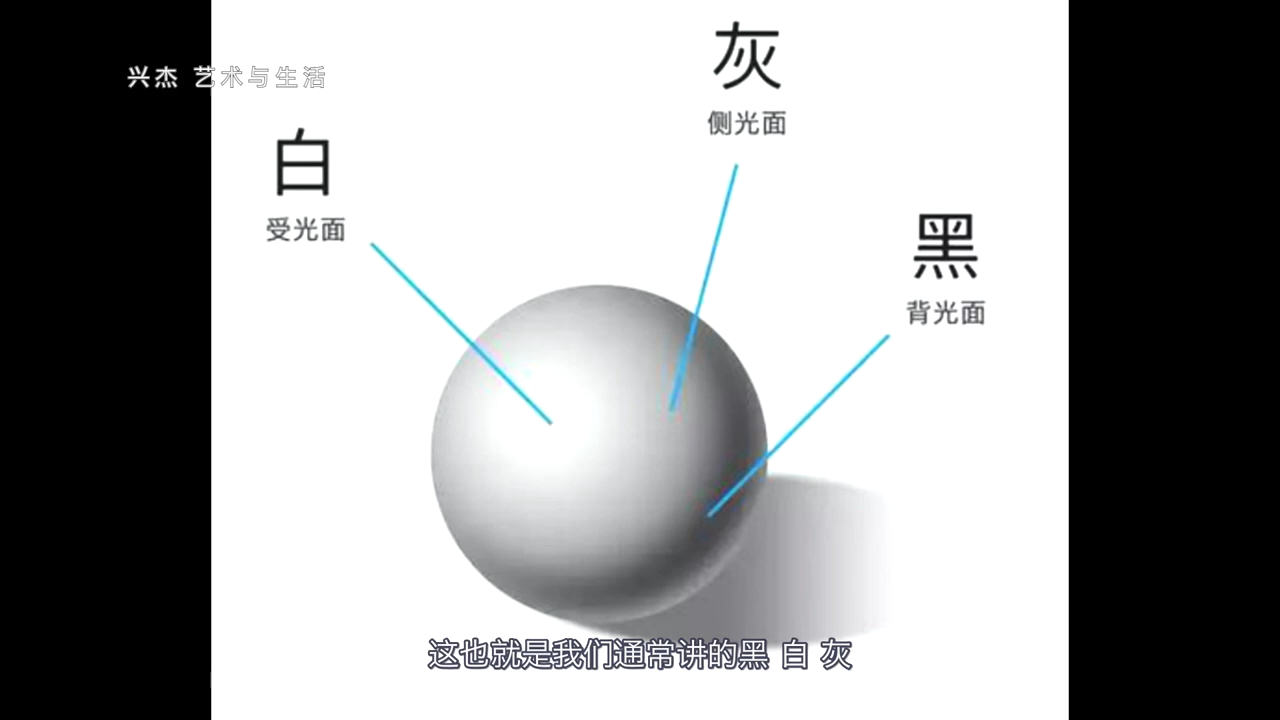 灰
兴杰 艺术与生活
侧光面
白
受光面
黑
背光面
这也就是我们通常讲的黑 白 灰